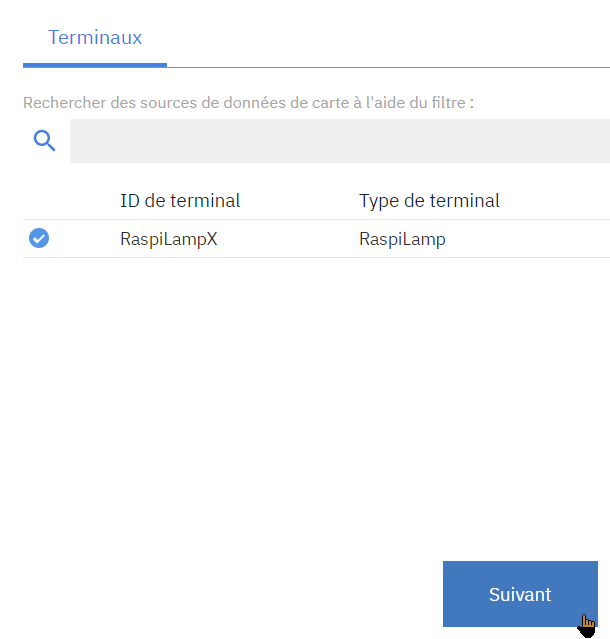 Terminaux
Rechercher des sources de données de carte à l'aide du filtre :
ID de terminal Type de terminal
RaspiLampX RaspiLamp
Suivant